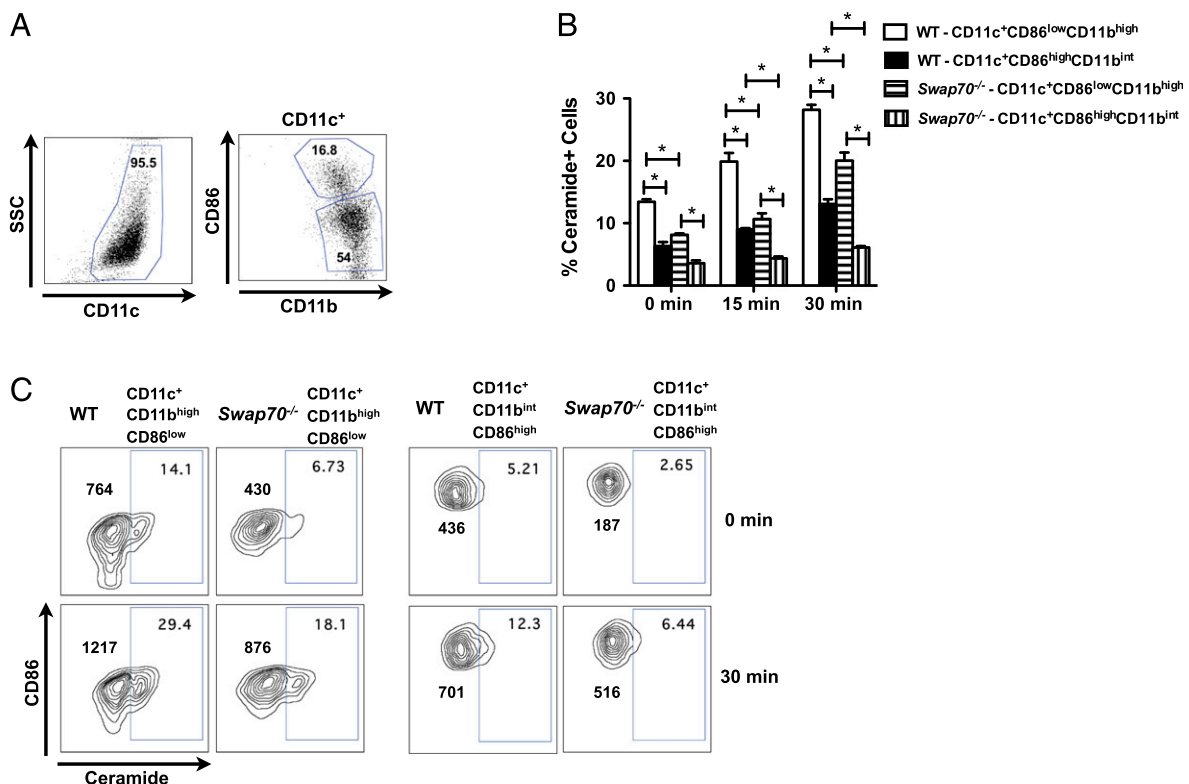 A
SSC
95.5
CD11c
CD11c⁺
CD86
16.8
54
CD11b
B
% Ceramide+ Cells
30
20
10
0
* * * *
* * * *
* * * *
0 min 15 min 30 min
WT - CD11c⁺CD86ˡᵒʷCD11bʰⁱᵍʰ
WT - CD11c⁺CD86ʰⁱᵍʰCD11bⁱⁿᵗ
Swap70⁻/⁻ - CD11c⁺CD86ˡᵒʷCD11bʰⁱᵍʰ
Swap70⁻/⁻ - CD11c⁺CD86ʰⁱᵍʰCD11bⁱⁿᵗ
C
WT
CD11c⁺
CD11bʰⁱᵍʰ
CD86ˡᵒʷ
Swap70⁻/⁻
CD11c⁺
CD11bʰⁱᵍʰ
CD86ˡᵒʷ
WT
CD11c⁺
CD11bⁱⁿᵗ
CD86ʰⁱᵍʰ
Swap70⁻/⁻
CD11c⁺
CD11bⁱⁿᵗ
CD86ʰⁱᵍʰ
14.1
764
6.73
430
5.21
436
2.65
187
0 min
29.4
1217
18.1
876
12.3
701
6.44
516
30 min
CD86
Ceramide